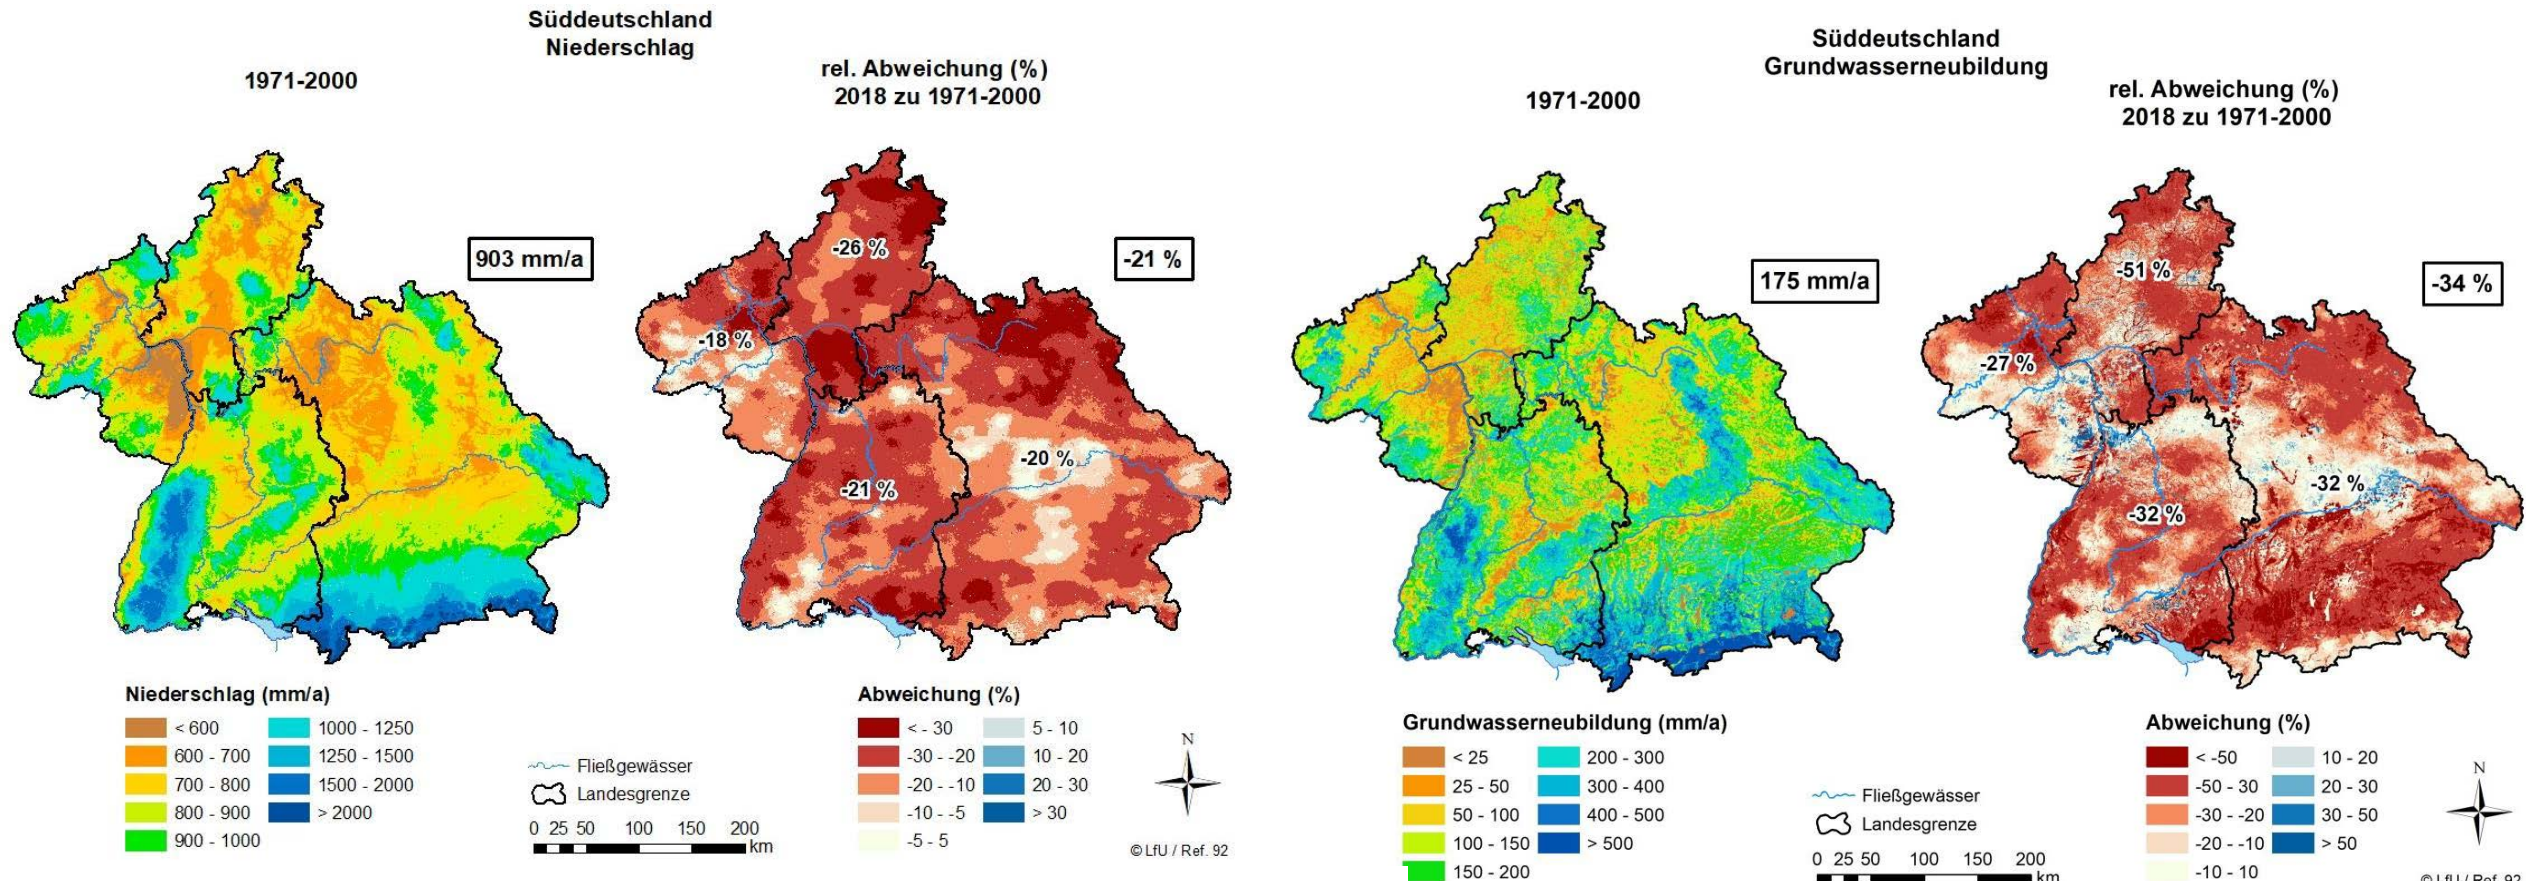 Süddeutschland
Niederschlag
1971-2000
rel. Abweichung (%)
2018 zu 1971-2000
903 mm/a
-21 %
-26 %
-18 %
-20 %
-21 %
Niederschlag (mm/a)
< 600
600 - 700
700 - 800
800 - 900
900 - 1000
1000 - 1250
1250 - 1500
1500 - 2000
> 2000
Fließgewässer
Landesgrenze
0 25 50 100 150 200
km
Abweichung (%)
< - 30
-30 - -20
-20 - -10
-10 - -5
-5 - 5
5 - 10
10 - 20
20 - 30
> 30
N
© LfU / Ref. 92
Süddeutschland
Grundwasserneubildung
1971-2000
rel. Abweichung (%)
2018 zu 1971-2000
175 mm/a
-34 %
-51 %
-27 %
-32 %
-32 %
Grundwasserneubildung (mm/a)
< 25
25 - 50
50 - 100
100 - 150
150 - 200
200 - 300
300 - 400
400 - 500
> 500
Fließgewässer
Landesgrenze
0 25 50 100 150 200
km
Abweichung (%)
< -50
-50 - 30
-30 - -20
-20 - -10
-10 - 10
10 - 20
20 - 30
30 - 50
> 50
N
© LfU / Ref. 92